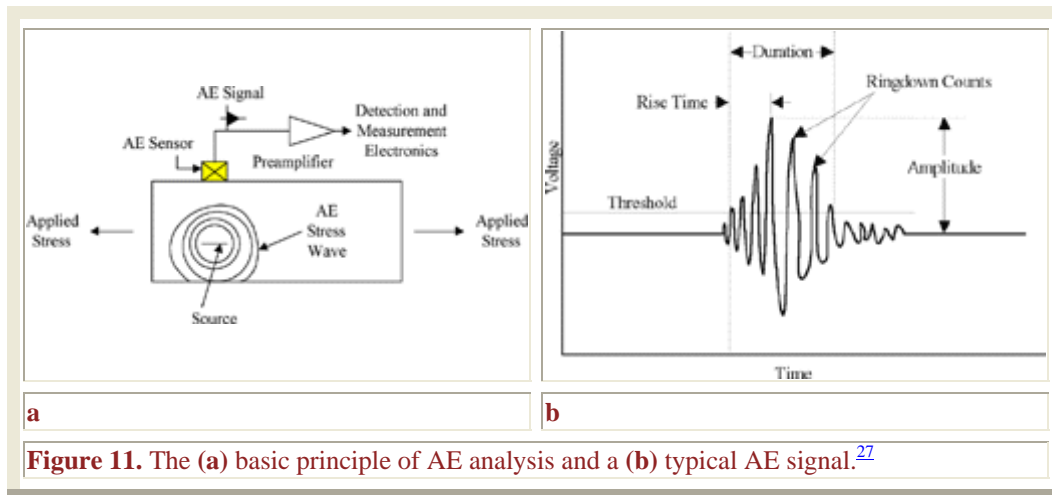 AE Signal
AE Sensor
Preamplifier
Detection and
Measurement
Electronics
Applied
Stress
AE
Stress
Wave
Applied
Stress
Source
Duration
Ringdown Counts
Rise Time
Amplitude
Voltage
Threshold
Time
a
b
Figure 11. The (a) basic principle of AE analysis and a (b) typical AE signal.27